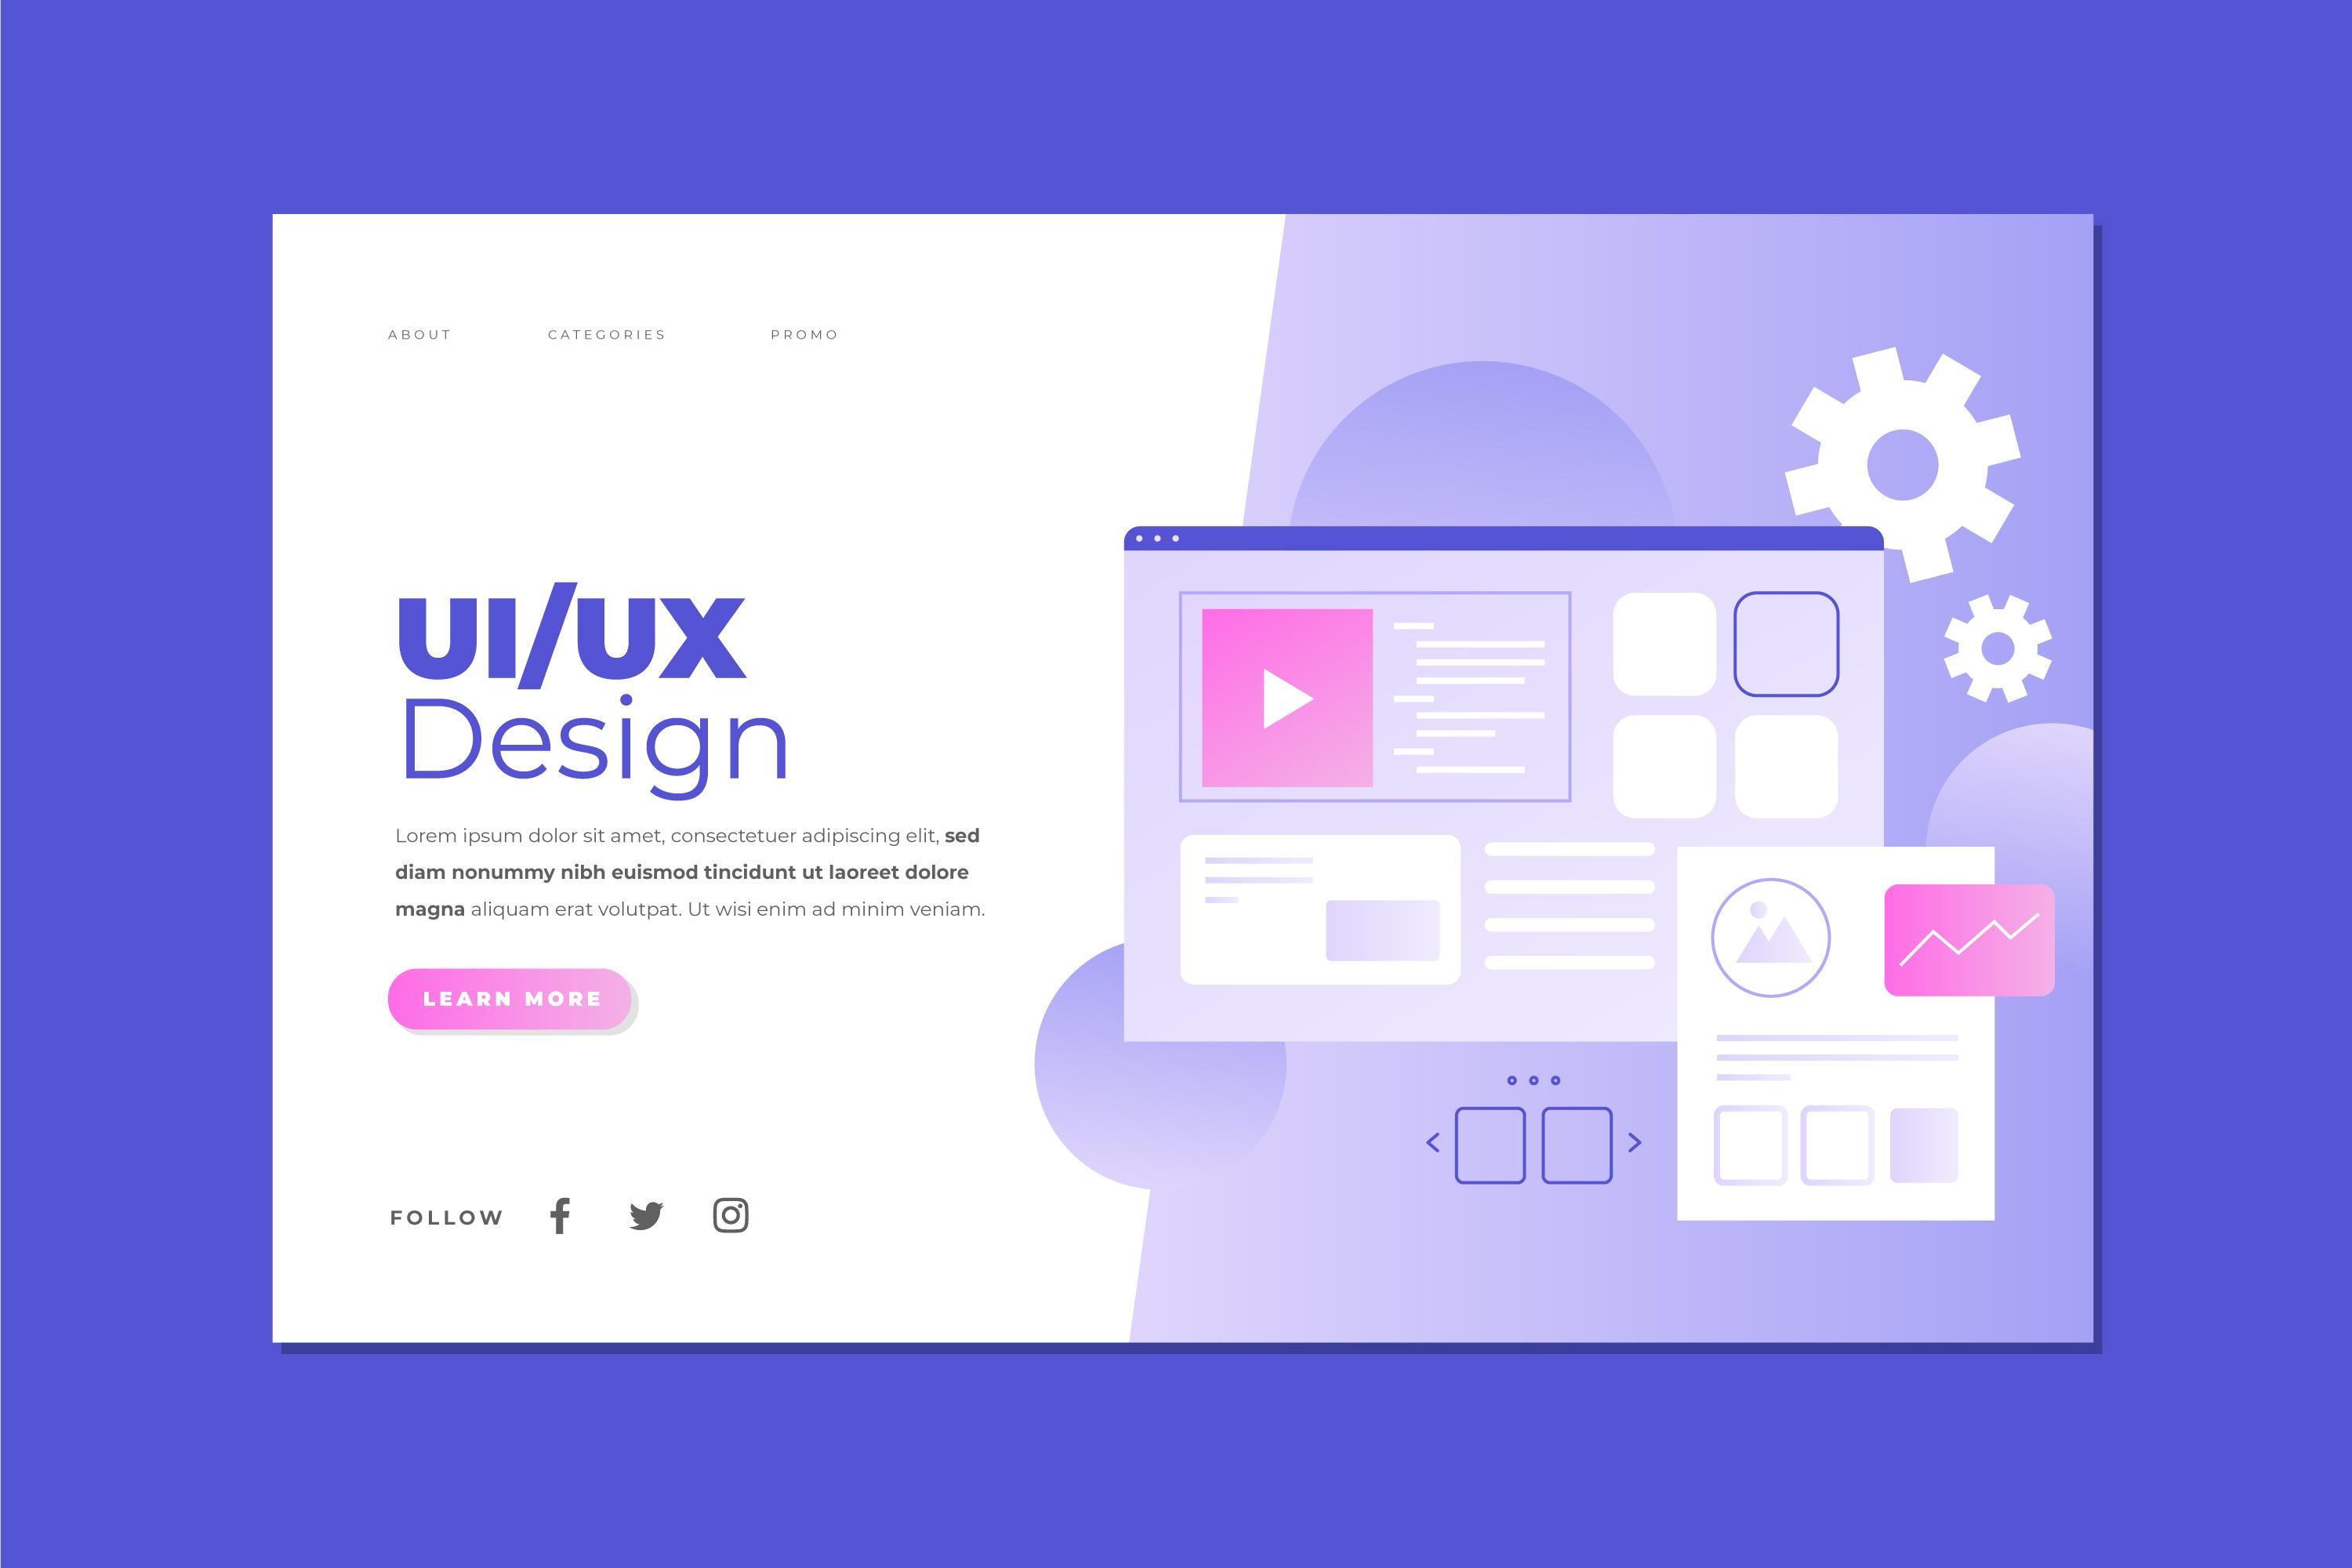 ABOUT CATEGORIES PROMO
UI/UX
Design
Lorem ipsum dolor sit amet, consectetuer adipiscing elit, sed
diam nonummy nibh euismod tincidunt ut laoreet dolore
magna aliquam erat volutpat. Ut wisi enim ad minim veniam.
LEARN MORE
FOLLOW